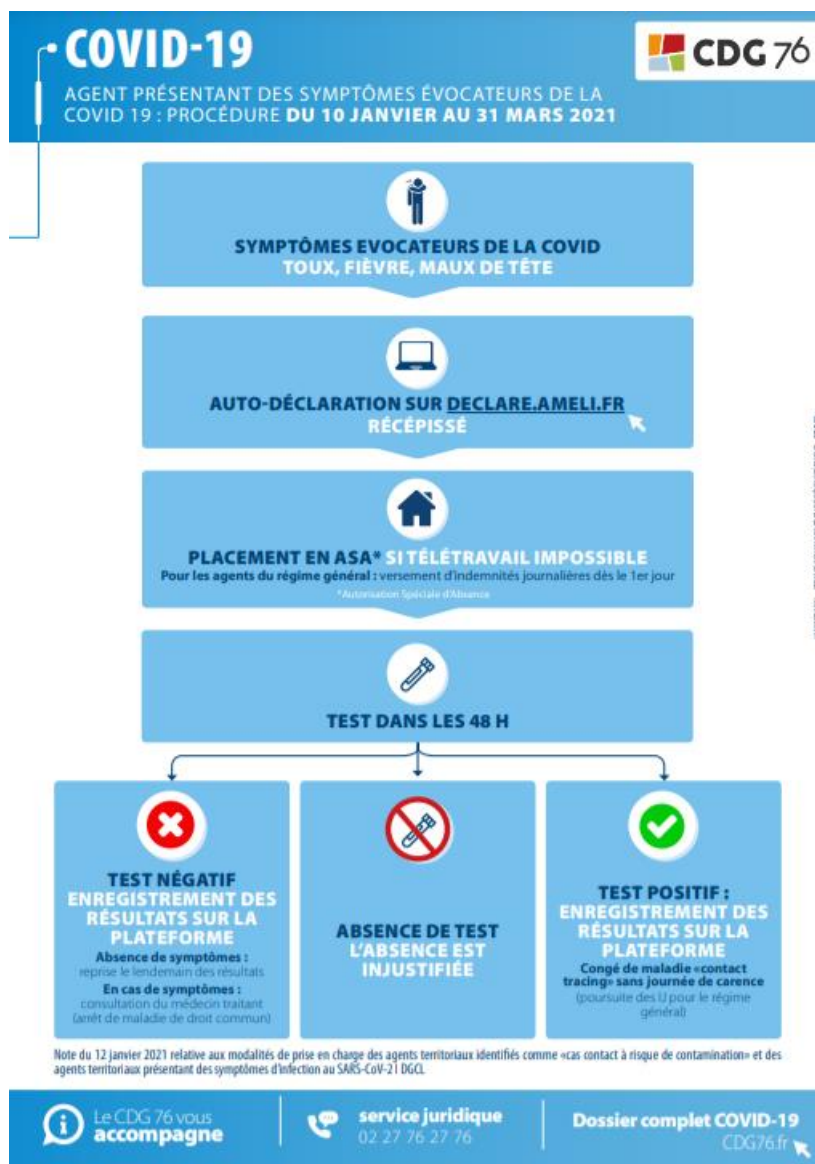 COVID-19
CDG 76
AGENT PRÉSENTANT DES SYMPTÔMES ÉVOCATEURS DE LA
COVID 19 : PROCÉDURE DU 10 JANVIER AU 31 MARS 2021
SYMPTÔMES EVOCATEURS DE LA COVID
TOUX, FIÈVRE, MAUX DE TÊTE
AUTO-DÉCLARATION SUR DECLARE.AMELI.FR
RÉCÉPISSÉ
PLACEMENT EN ASA* SI TÉLÉTRAVAIL IMPOSSIBLE
Pour les agents du régime général : versement d'indemnités journalières dès le 1er jour
*Autorisation Spéciale d'Absence
TEST DANS LES 48 H
TEST NÉGATIF
ENREGISTREMENT DES
RÉSULTATS SUR LA
PLATEFORME
Absence de symptômes :
reprise le lendemain des résultats
En cas de symptômes :
consultation du médecin traitant
(arrêt de maladie de droit commun)
ABSENCE DE TEST
L'ABSENCE EST
INJUSTIFIÉE
TEST POSITIF :
ENREGISTREMENT DES
RÉSULTATS SUR LA
PLATEFORME
Congé de maladie «contact
tracing» sans journée de carence
(poursuite des IJ pour le régime
général)
Note du 12 janvier 2021 relative aux modalités de prise en charge des agents territoriaux identifiés comme «cas contact à risque de contamination» et des
agents territoriaux présentant des symptômes d'infection au SARS-CoV-2 I DGCL
Le CDG 76 vous
accompagne
service juridique
02 27 76 27 76
Dossier complet COVID-19
CDG76.fr